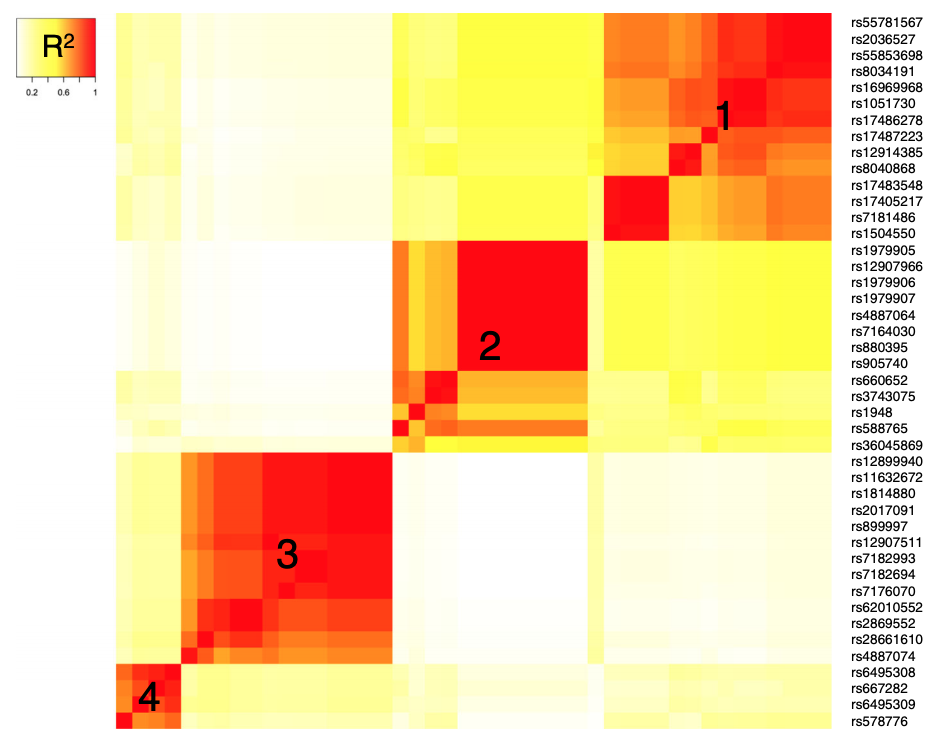 R²
0.2 0.6 1
rs55781567
rs2036527
rs55853698
rs8034191
rs16969968
rs1051730
1
rs17486278
rs17487223
rs12914385
rs8040868
rs17483548
rs17405217
rs7181486
rs1504550
rs1979905
rs12907966
rs1979906
rs1979907
rs4887064
rs7164030
2
rs880395
rs905740
rs660652
rs3743075
rs1948
rs588765
rs36045869
rs12899940
rs11632672
rs1814880
rs2017091
rs899997
rs12907511
3
rs7182993
rs7182694
rs7176070
rs62010552
rs2869552
rs28661610
rs4887074
rs6495308
rs667282
4
rs6495309
rs578776